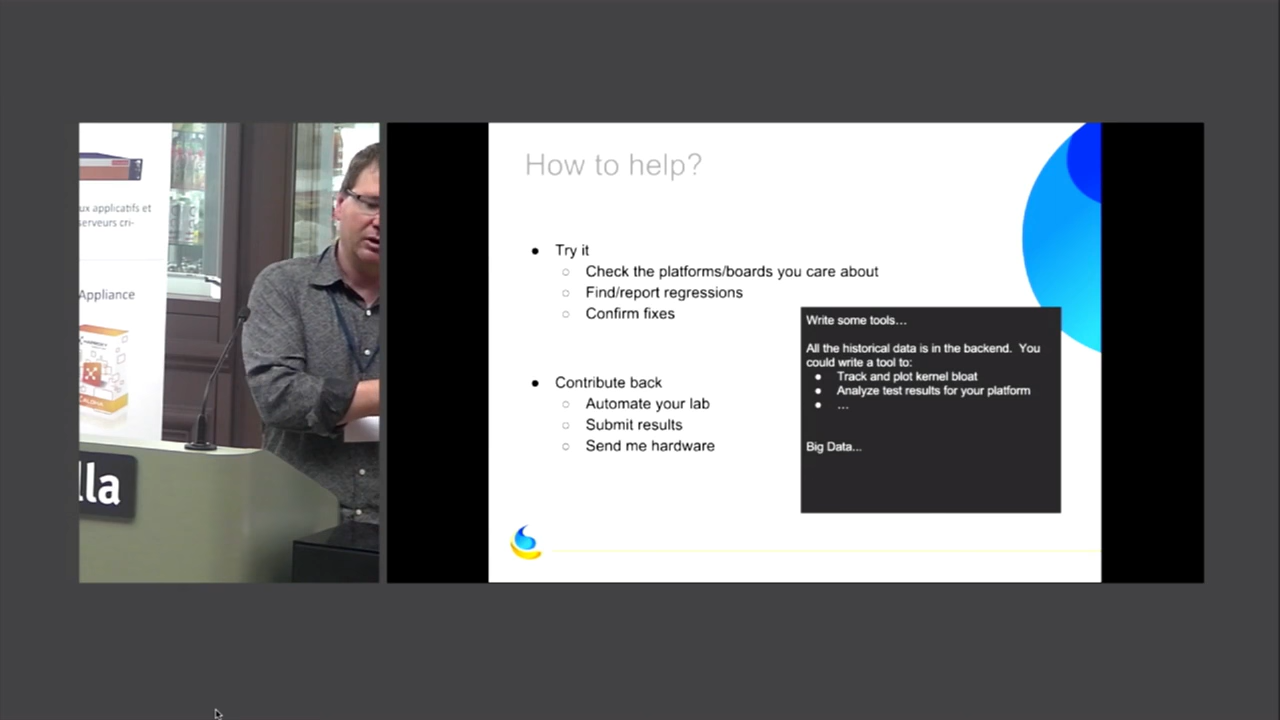 ux applicatifs et
serveurs cri-
Appliance
lla
How to help?
● Try it
○ Check the platforms/boards you care about
○ Find/report regressions
○ Confirm fixes
● Contribute back
○ Automate your lab
○ Submit results
○ Send me hardware
Write some tools...
All the historical data is in the backend. You
could write a tool to:
● Track and plot kernel bloat
● Analyze test results for your platform
● ...
Big Data...